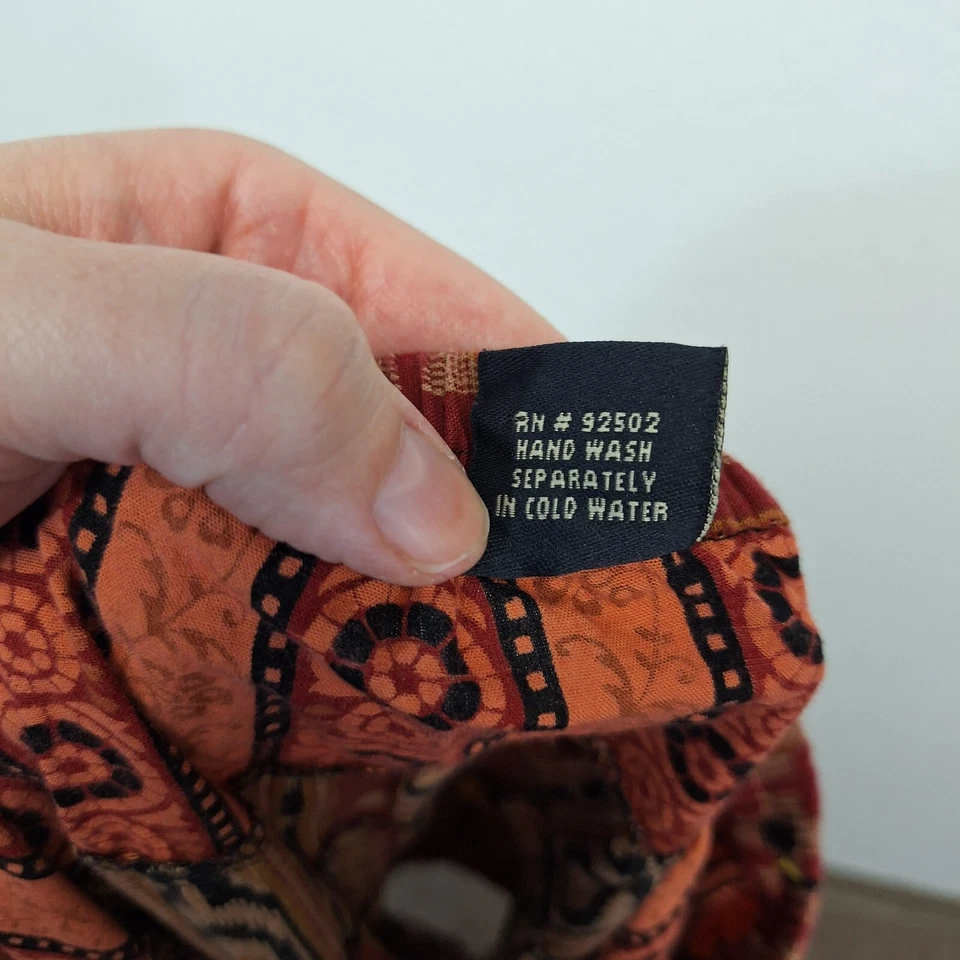 RN # 92502
HAND WASH
SEPARATELY
IN COLD WATER